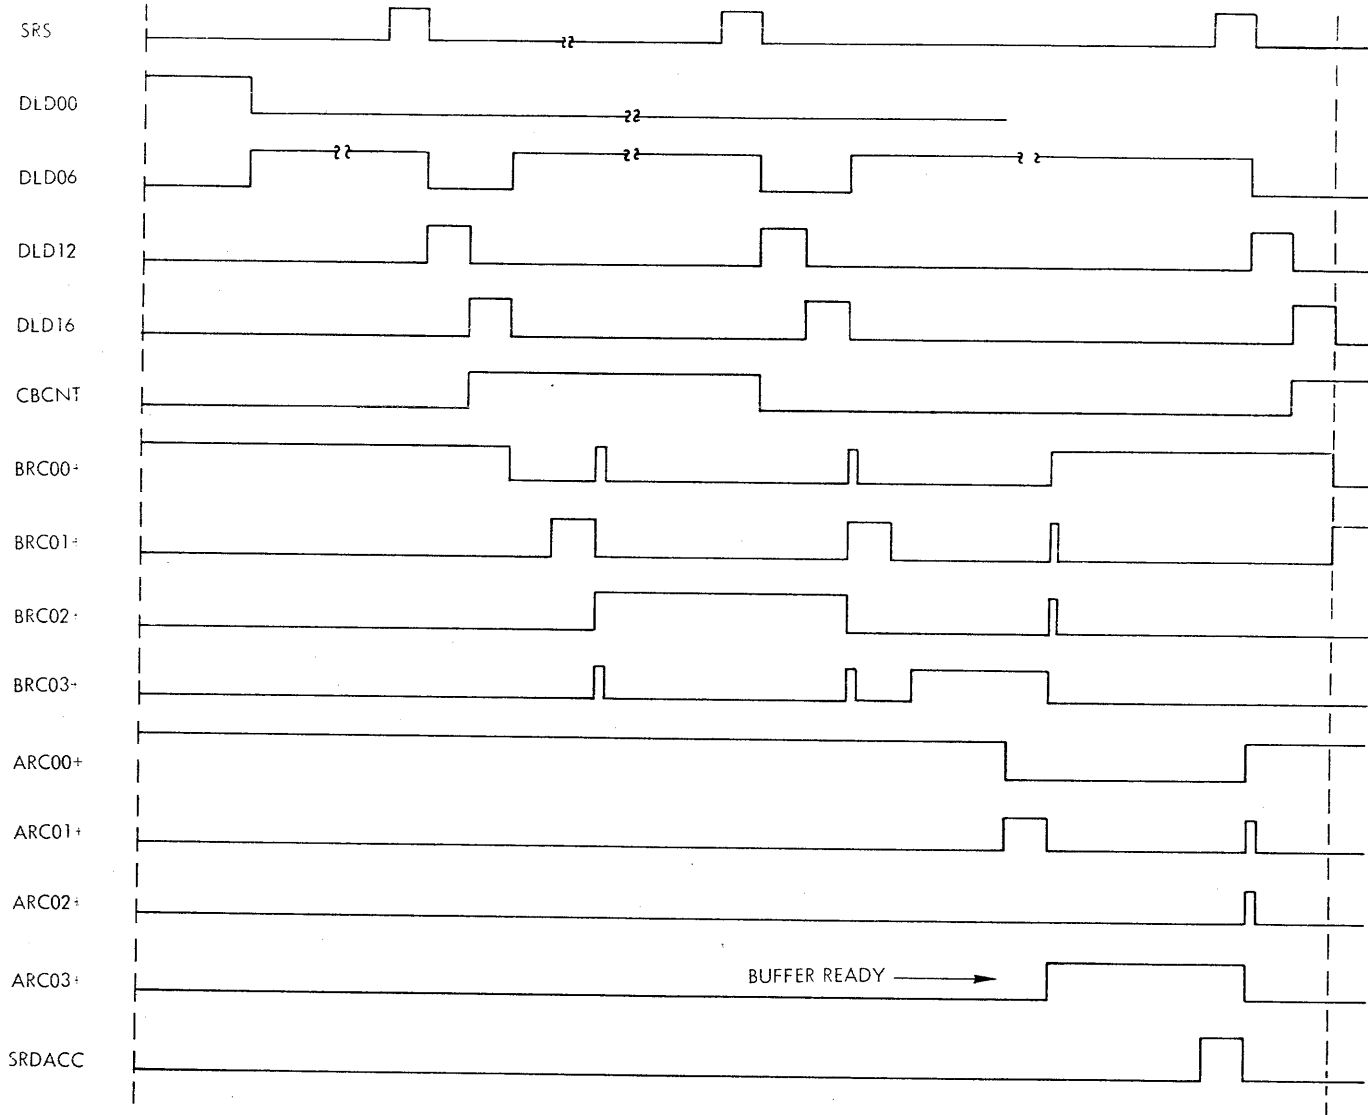 SRS
DLD00
DLD06
DLD12
DLD16
CBCNT
BRC00+
BRC01+
BRC02+
BRC03+
ARC00+
ARC01+
ARC02+
ARC03+
BUFFER READY
SRDACC